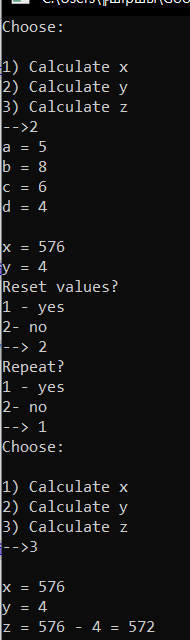 Choose:
1) Calculate x
2) Calculate y
3) Calculate z
-->2
a = 5
b = 8
c = 6
d = 4
x = 576
y = 4
Reset values?
1 - yes
2- no
--> 2
Repeat?
1 - yes
2- no
--> 1
Choose:
1) Calculate x
2) Calculate y
3) Calculate z
-->3
x = 576
y = 4
z = 576 - 4 = 572